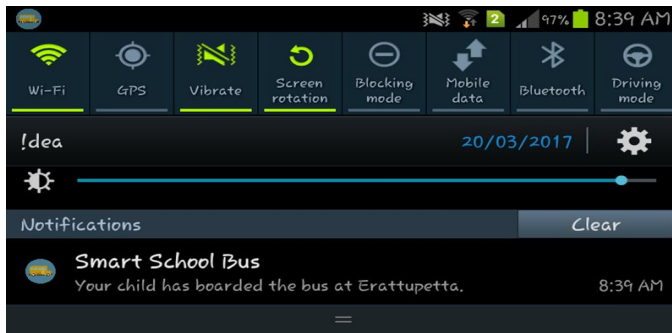 2 97% 8:39 AM
Wi-Fi GPS Vibrate Screen rotation Blocking mode Mobile data Bluetooth Driving mode
!dea 20/03/2017
Notifications Clear
Smart School Bus
Your child has boarded the bus at Erattupetta. 8:39 AM